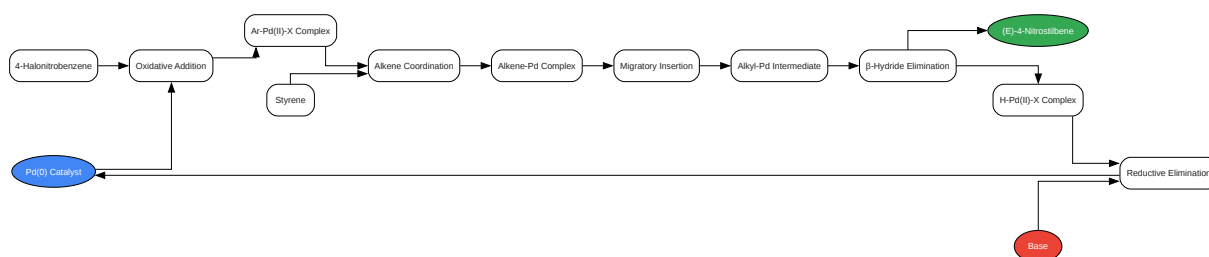 Ar-Pd(II)-X Complex
(E)-4-Nitrostilbene
4-Halonitrobenzene
Oxidative Addition
Alkene Coordination
Alkene-Pd Complex
Migratory Insertion
Alkyl-Pd Intermediate
β-Hydride Elimination
Styrene
H-Pd(II)-X Complex
Pd(0) Catalyst
Reductive Elimination
Base